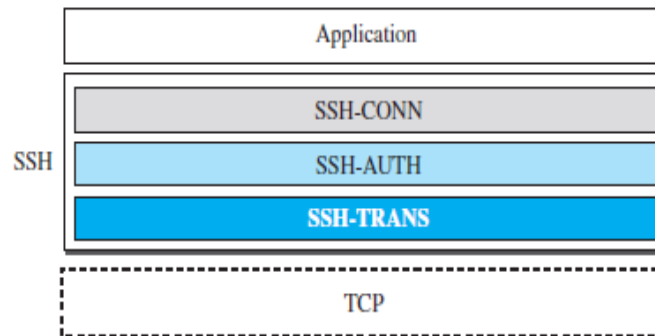 Application
SSH-CONN
SSH
SSH-AUTH
SSH-TRANS
TCP